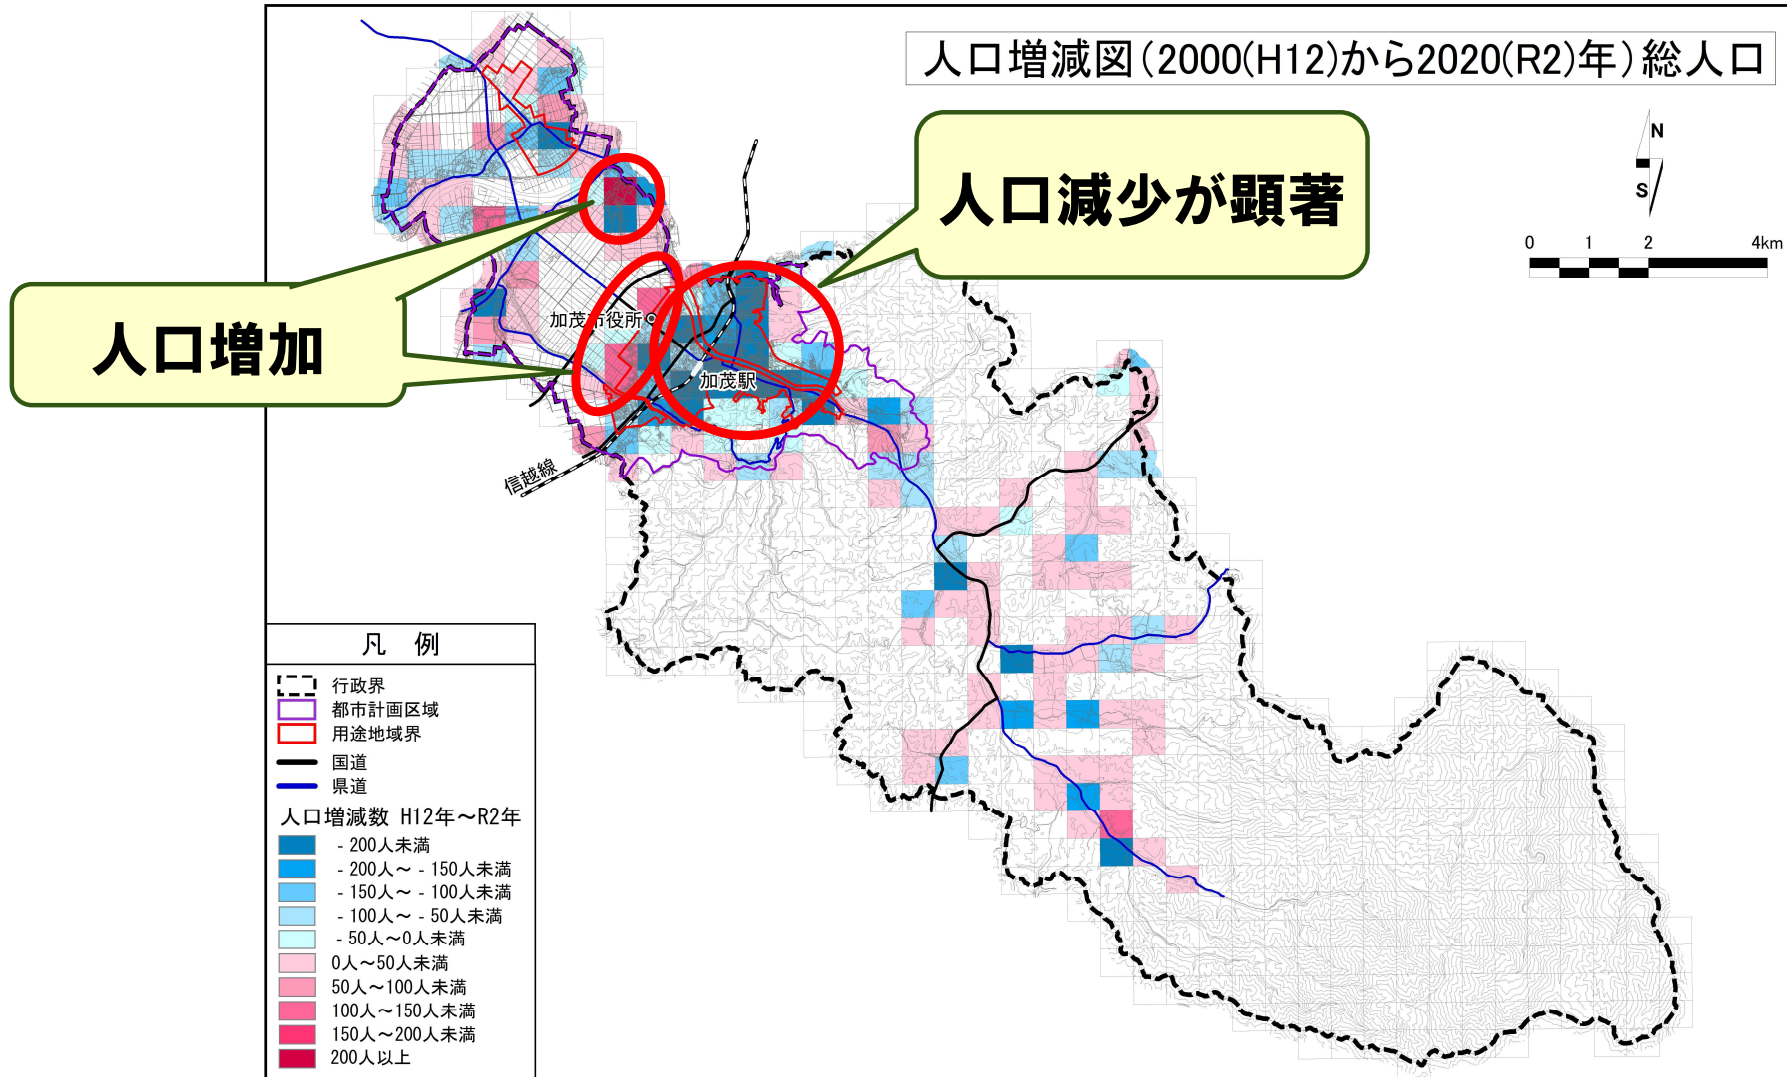 人口増減図(2000(H12)から2020(R2)年)総人口
N
S
0 1 2 4km
人口減少が顕著
人口増加
加茂市役所
加茂駅
信越線
凡 例
行政界
都市計画区域
用途地域界
国道
県道
人口増減数 H12年～R2年
-200人未満
-200人～-150人未満
-150人～-100人未満
-100人～-50人未満
-50人～0人未満
0人～50人未満
50人～100人未満
100人～150人未満
150人～200人未満
200人以上